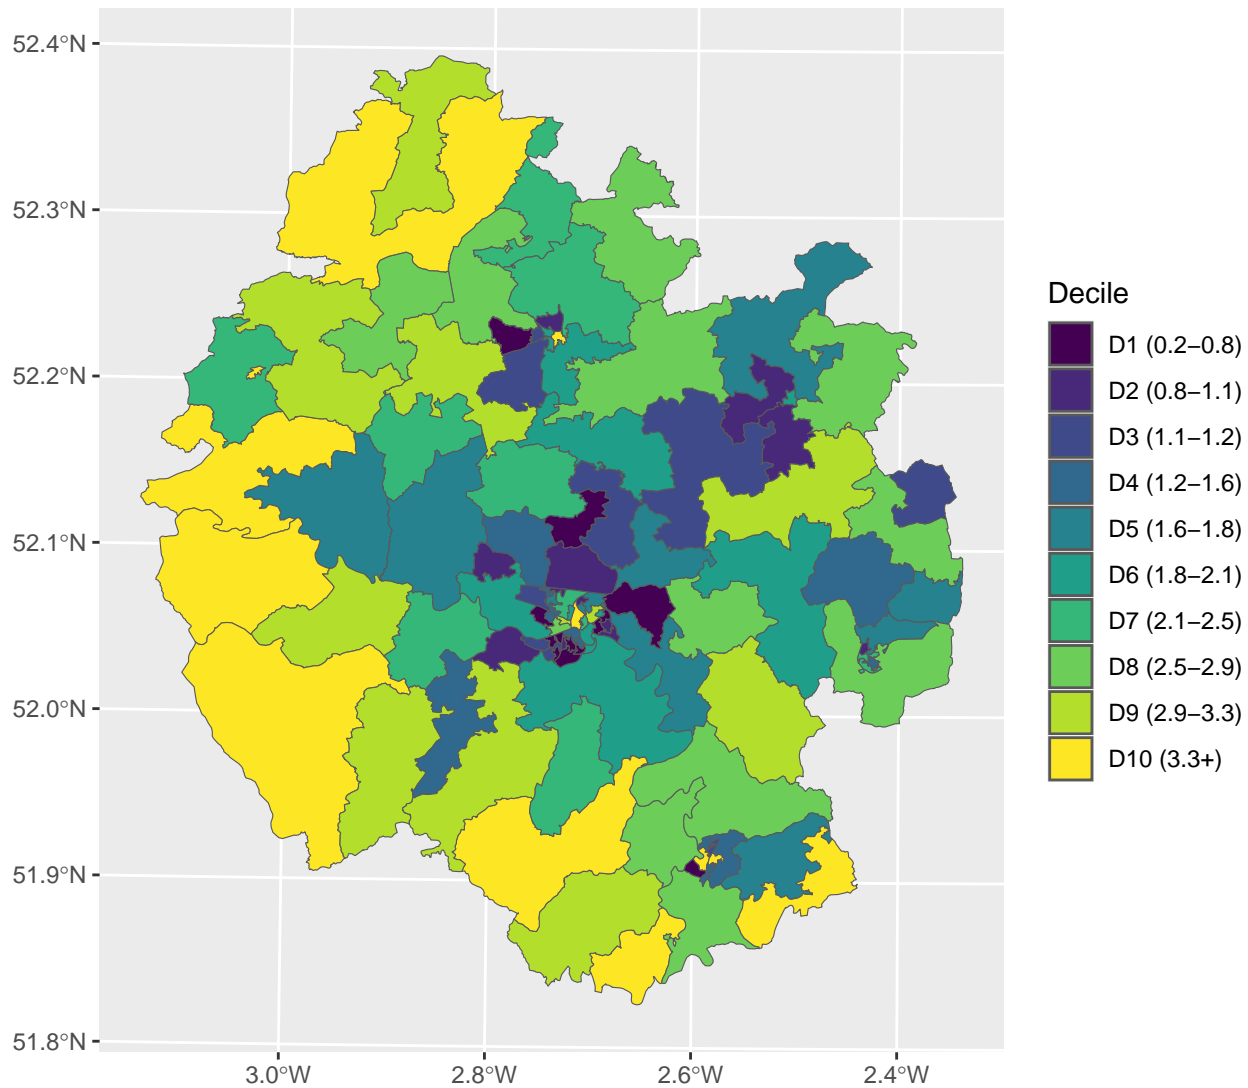 52.4°N
52.3°N
52.2°N
52.1°N
52.0°N
51.9°N
51.8°N
3.0°W
2.8°W
2.6°W
2.4°W
Decile
D1 (0.2–0.8)
D2 (0.8–1.1)
D3 (1.1–1.2)
D4 (1.2–1.6)
D5 (1.6–1.8)
D6 (1.8–2.1)
D7 (2.1–2.5)
D8 (2.5–2.9)
D9 (2.9–3.3)
D10 (3.3+)